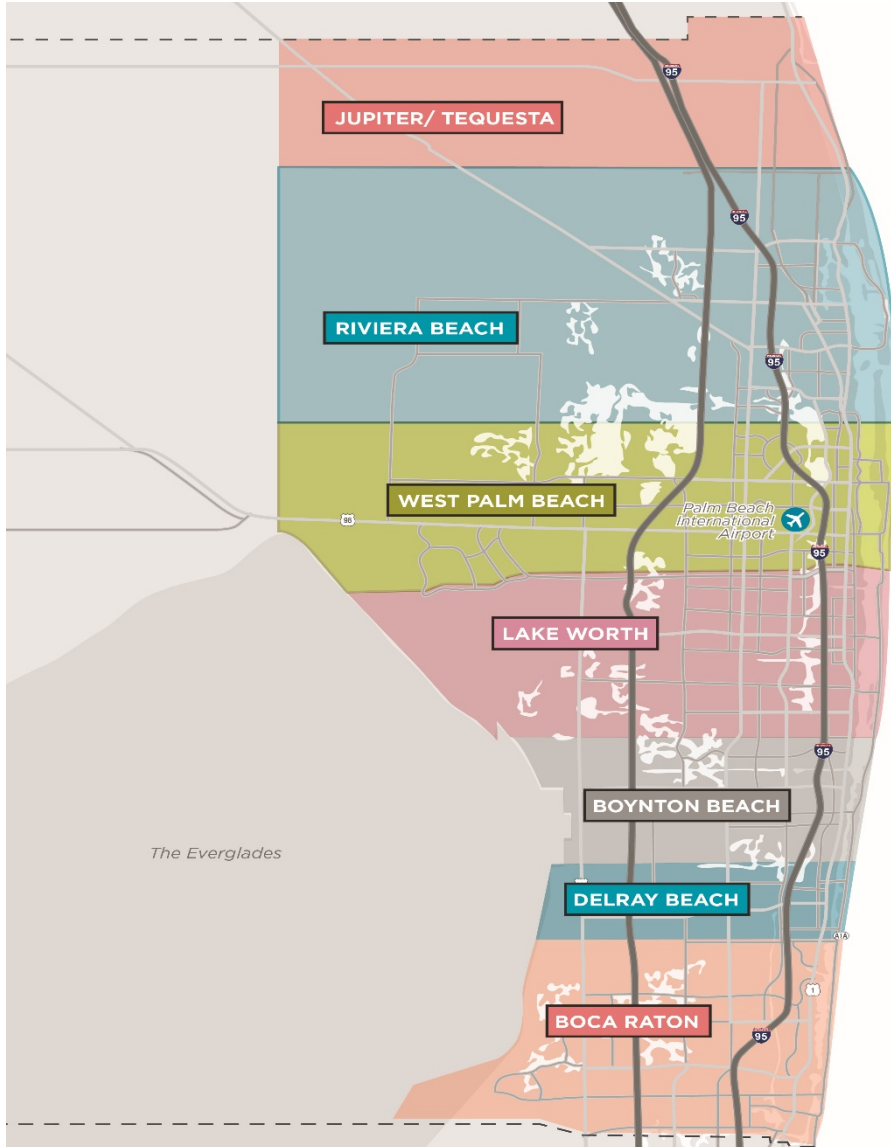 95
JUPITER/ TEQUESTA
95
RIVIERA BEACH
95
WEST PALM BEACH
98
Palm Beach
International
Airport
95
LAKE WORTH
95
BOYNTON BEACH
The Everglades
DELRAY BEACH
A1A
1
BOCA RATON
95